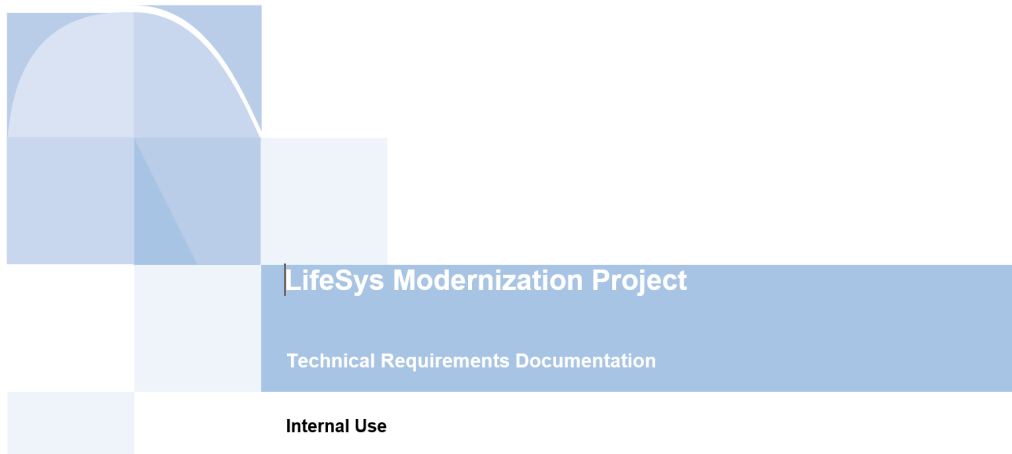 LifeSys Modernization Project
Technical Requirements Documentation
Internal Use